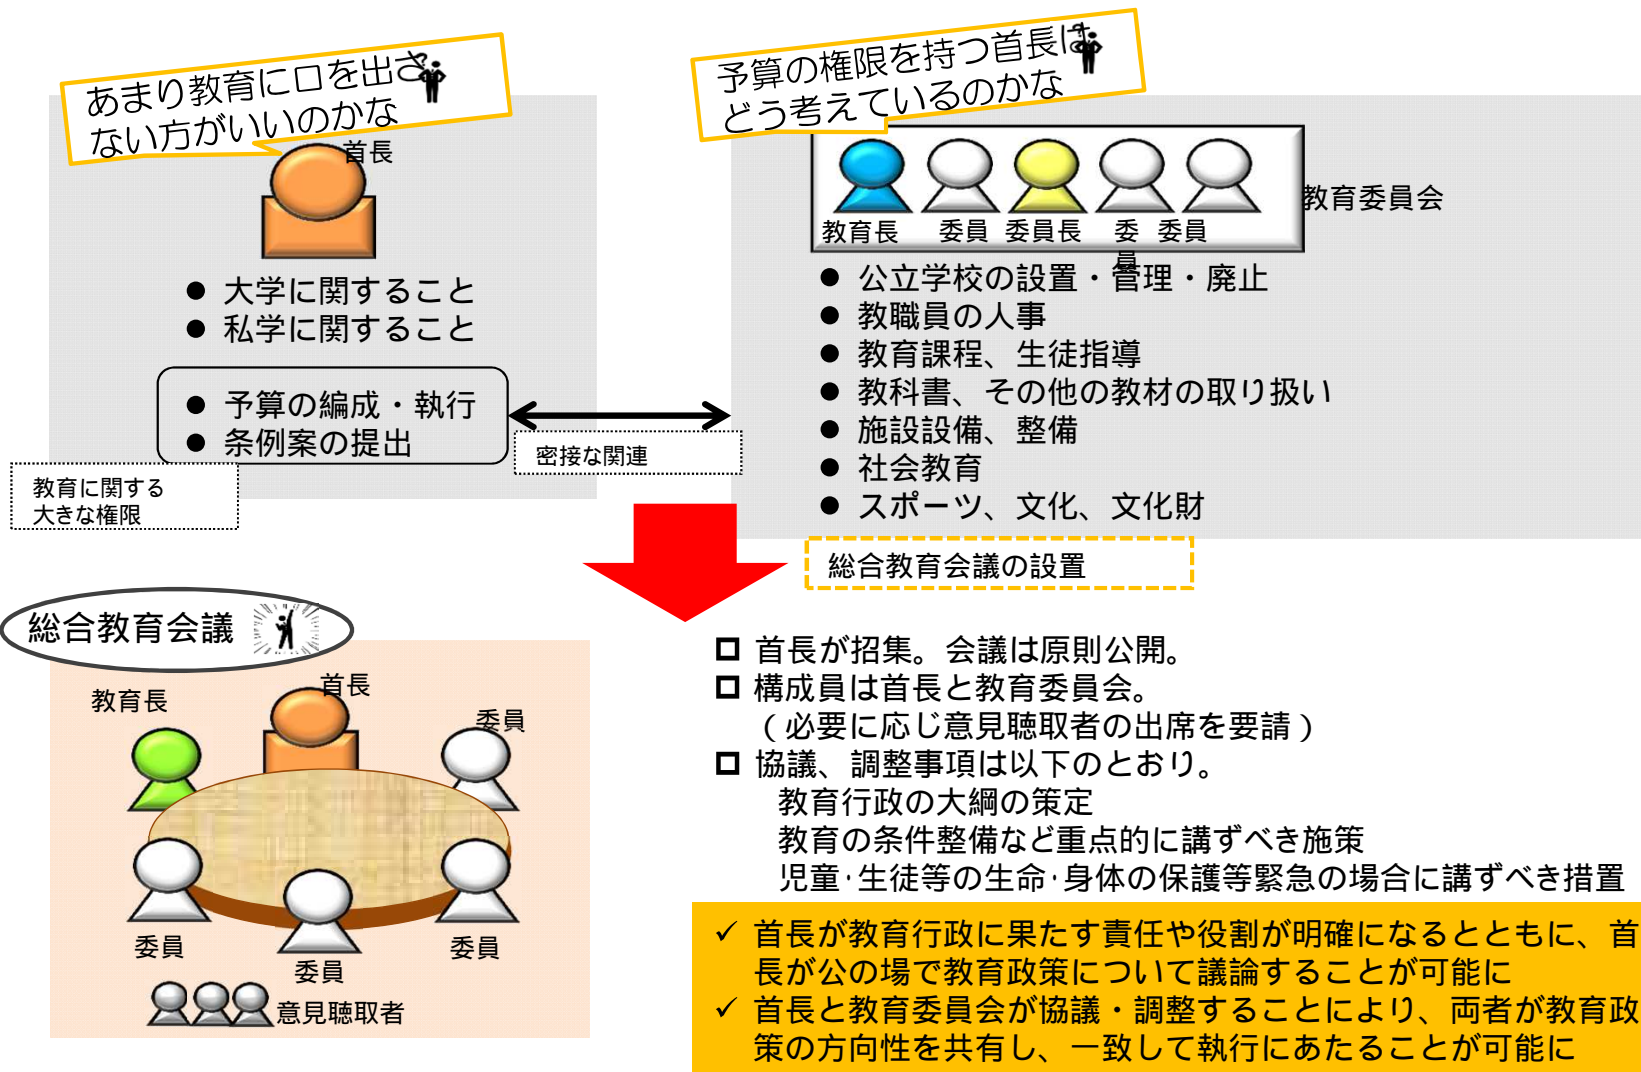 あまり教育に口を出さ
ない方がいいのかな
首長
● 大学に関すること
● 私学に関すること
● 予算の編成・執行
● 条例案の提出
教育に関する
大きな権限
密接な関連
予算の権限を持つ首長は
どう考えているのかな
教育長 委員 委員長 委員 委員
教育委員会
● 公立学校の設置・管理・廃止
● 教職員の人事
● 教育課程、生徒指導
● 教科書、その他の教材の取り扱い
● 施設設備、整備
● 社会教育
● スポーツ、文化、文化財
総合教育会議の設置
総合教育会議
教育長
首長
委員
委員
委員
委員
意見聴取者
首長が招集。会議は原則公開。
構成員は首長と教育委員会。
（必要に応じ意見聴取者の出席を要請）
協議、調整事項は以下のとおり。
教育行政の大綱の策定
教育の条件整備など重点的に講ずべき施策
児童・生徒等の生命・身体の保護等緊急の場合に講ずべき措置
✓ 首長が教育行政に果たす責任や役割が明確になるとともに、首
長が公の場で教育政策について議論することが可能に
✓ 首長と教育委員会が協議・調整することにより、両者が教育政
策の方向性を共有し、一致して執行にあたることが可能に